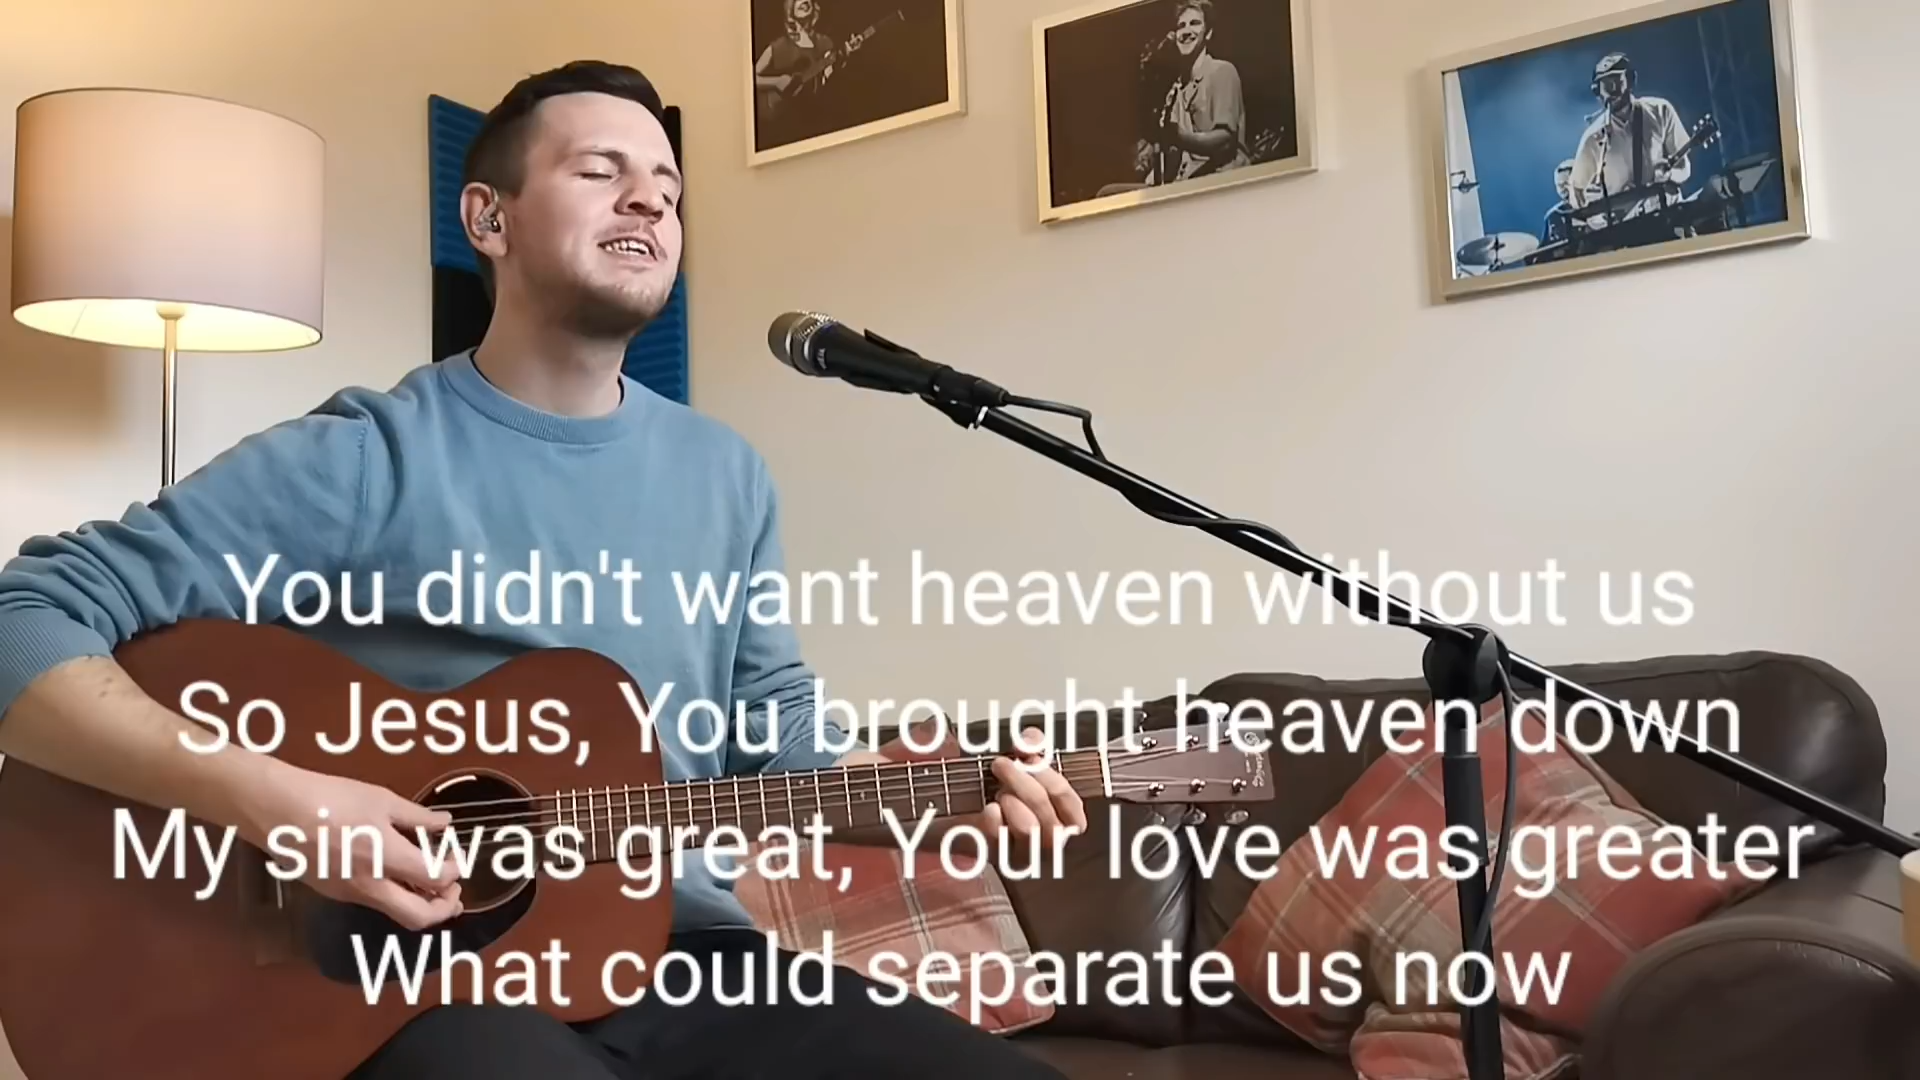 You didn't want heaven without us
So Jesus, You brought heaven down
My sin was great, Your love was greater
What could separate us now